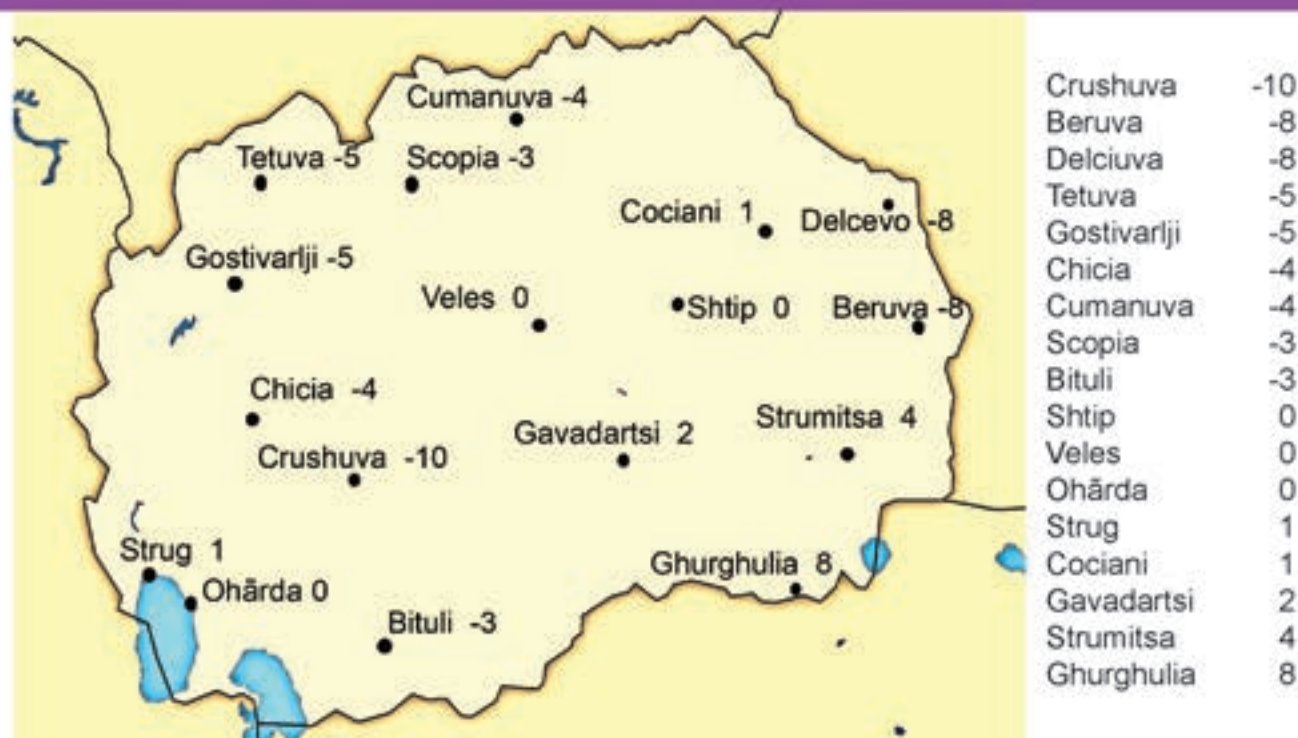 Cumanuva -4
Tetuva -5
Scopia -3
Cociani 1
Delcevo -8
Gostivarlji -5
Veles 0
Shtip 0
Beruva -8
Chicia -4
Strumitsa 4
Gavadartsi 2
Crushuva -10
Strug 1
Ghurghulia 8
Ohãrda 0
Bituli -3
Crushuva -10
Beruva -8
Delciuva -8
Tetuva -5
Gostivarlji -5
Chicia -4
Cumanuva -4
Scopia -3
Bituli -3
Shtip 0
Veles 0
Ohãrda 0
Strug 1
Cociani 1
Gavadartsi 2
Strumitsa 4
Ghurghulia 8